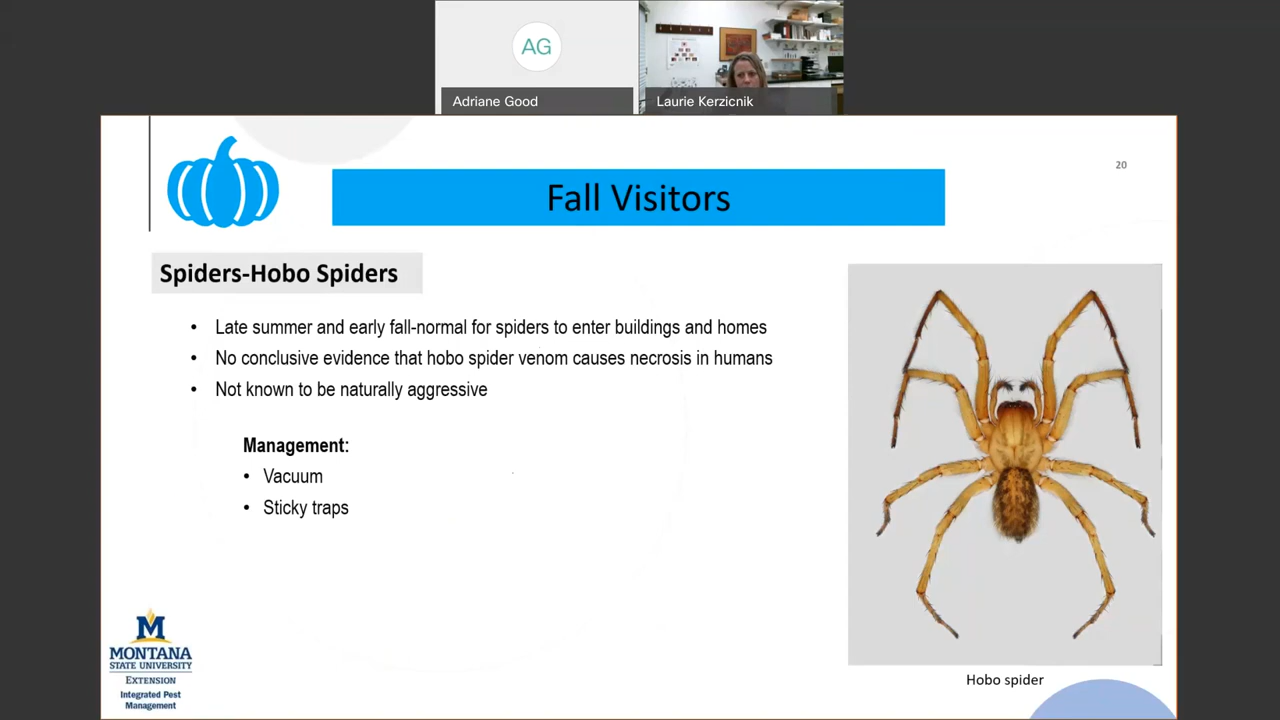 AG
Adriane Good
Laurie Kerzicnik
20
Fall Visitors
Spiders-Hobo Spiders
• Late summer and early fall-normal for spiders to enter buildings and homes
• No conclusive evidence that hobo spider venom causes necrosis in humans
• Not known to be naturally aggressive
Management:
• Vacuum
• Sticky traps
M
MONTANA
STATE UNIVERSITY
EXTENSION
Integrated Pest
Management
Hobo spider